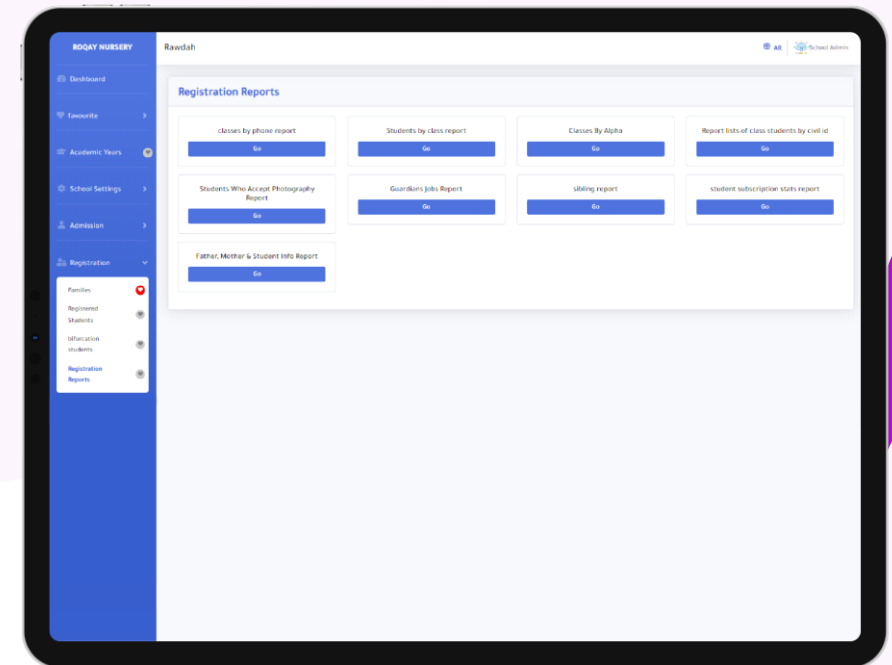 ROQAY NURSERY
Rawdah
AR
School Admin
Dashboard
favourite
Academic Years
School Settings
Admission
Registration
Families
Registered
Students
bifurcation
students
Registration
Reports
Registration Reports
classes by phone report
Go
Students by class report
Go
Classes By Alpha
Go
Report lists of class students by civil id
Go
Students Who Accept Photography
Report
Go
Guardians Jobs Report
Go
sibling report
Go
student subscription stats report
Go
Father, Mother & Student Info Report
Go